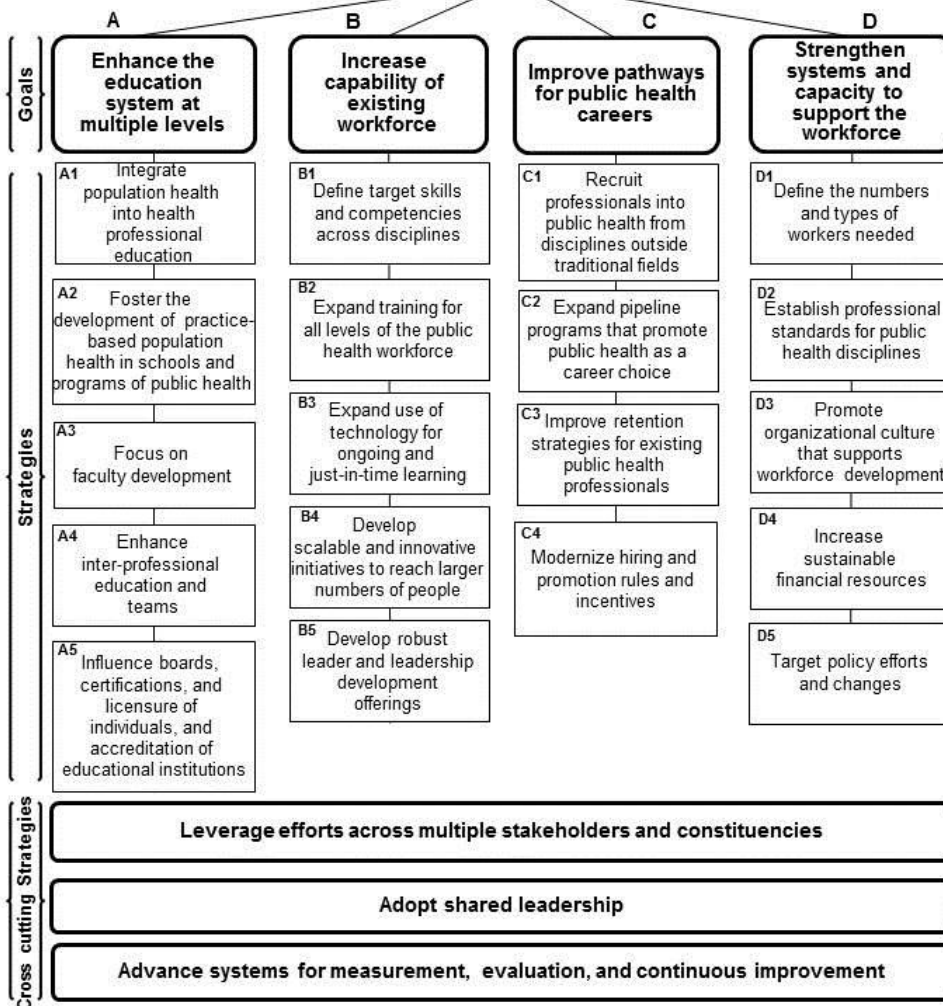 A
B
C
D
Goals
Enhance the
education
system at
multiple levels
Increase
capability of
existing
workforce
Improve pathways
for public health
careers
Strengthen
systems and
capacity to
support the
workforce
Strategies
A1 Integrate
population health
into health
professional
education
A2
Foster the
development of practice-
based population
health in schools and
programs of public health
A3
Focus on
faculty development
A4
Enhance
inter-professional
education and
teams
A5
Influence boards,
certifications, and
licensure of
individuals, and
accreditation of
educational institutions
B1
Define target skills
and competencies
across disciplines
B2
Expand training for
all levels of the public
health workforce
B3
Expand use of
technology for
ongoing and
just-in-time learning
B4
Develop
scalable and innovative
initiatives to reach larger
numbers of people
B5
Develop robust
leader and leadership
development
offerings
C1
Recruit
professionals into
public health from
disciplines outside
traditional fields
C2
Expand pipeline
programs that promote
public health as a
career choice
C3
Improve retention
strategies for existing
public health
professionals
C4
Modernize hiring and
promotion rules and
incentives
D1
Define the numbers
and types of
workers needed
D2
Establish professional
standards for public
health disciplines
D3
Promote
organizational culture
that supports
workforce development
D4
Increase
sustainable
financial resources
D5
Target policy efforts
and changes
Cross cutting Strategies
Leverage efforts across multiple stakeholders and constituencies
Adopt shared leadership
Advance systems for measurement, evaluation, and continuous improvement